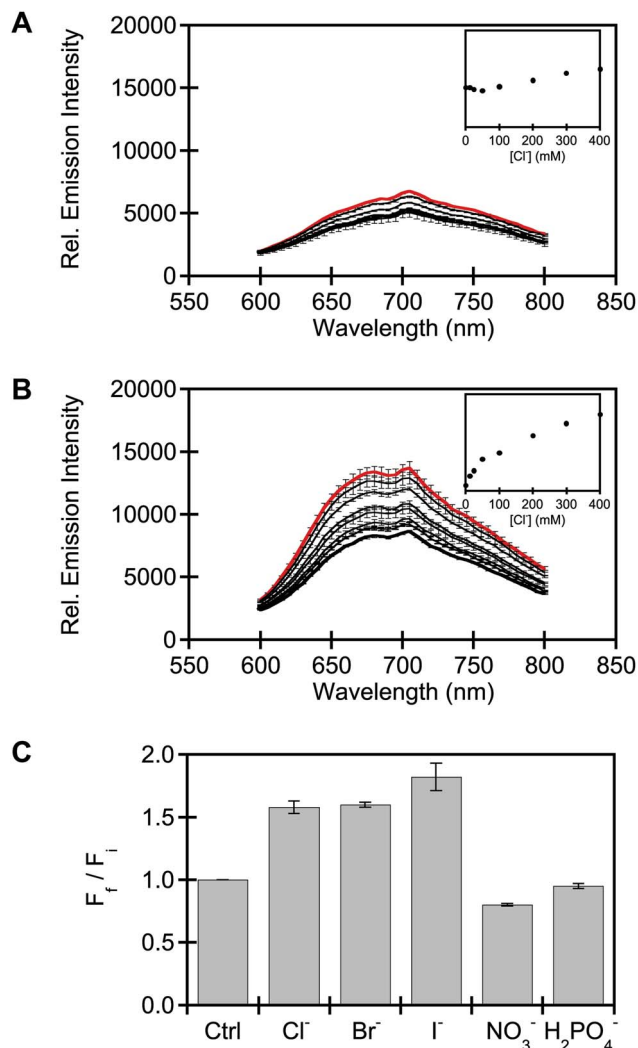 A
Rel. Emission Intensity
20000
15000
10000
5000
0
550 600 650 700 750 800 850
Wavelength (nm)
0 100 200 300 400
[Cl⁻] (mM)
B
Rel. Emission Intensity
20000
15000
10000
5000
0
550 600 650 700 750 800 850
Wavelength (nm)
0 100 200 300 400
[Cl⁻] (mM)
C
F_f / F_i
2.0
1.5
1.0
0.5
0.0
Ctrl Cl⁻ Br⁻ I⁻ NO₃⁻ H₂PO₄⁻